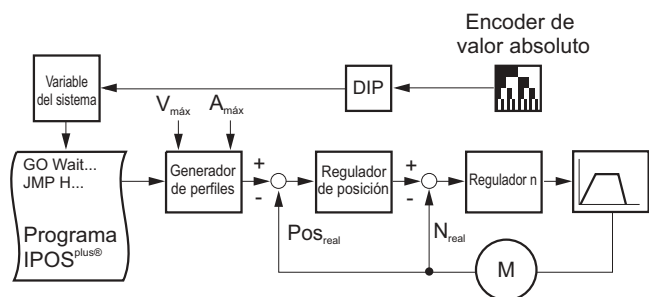 Encoder de
valor absoluto
Variable
del sistema
DIP
Vmáx
Amáx
GO Wait...
JMP H...
Programa
IPOSplus®
Generador
de perfiles
+
-
Regulador
de posición
+
-
Regulador n
Posreal
Nreal
M